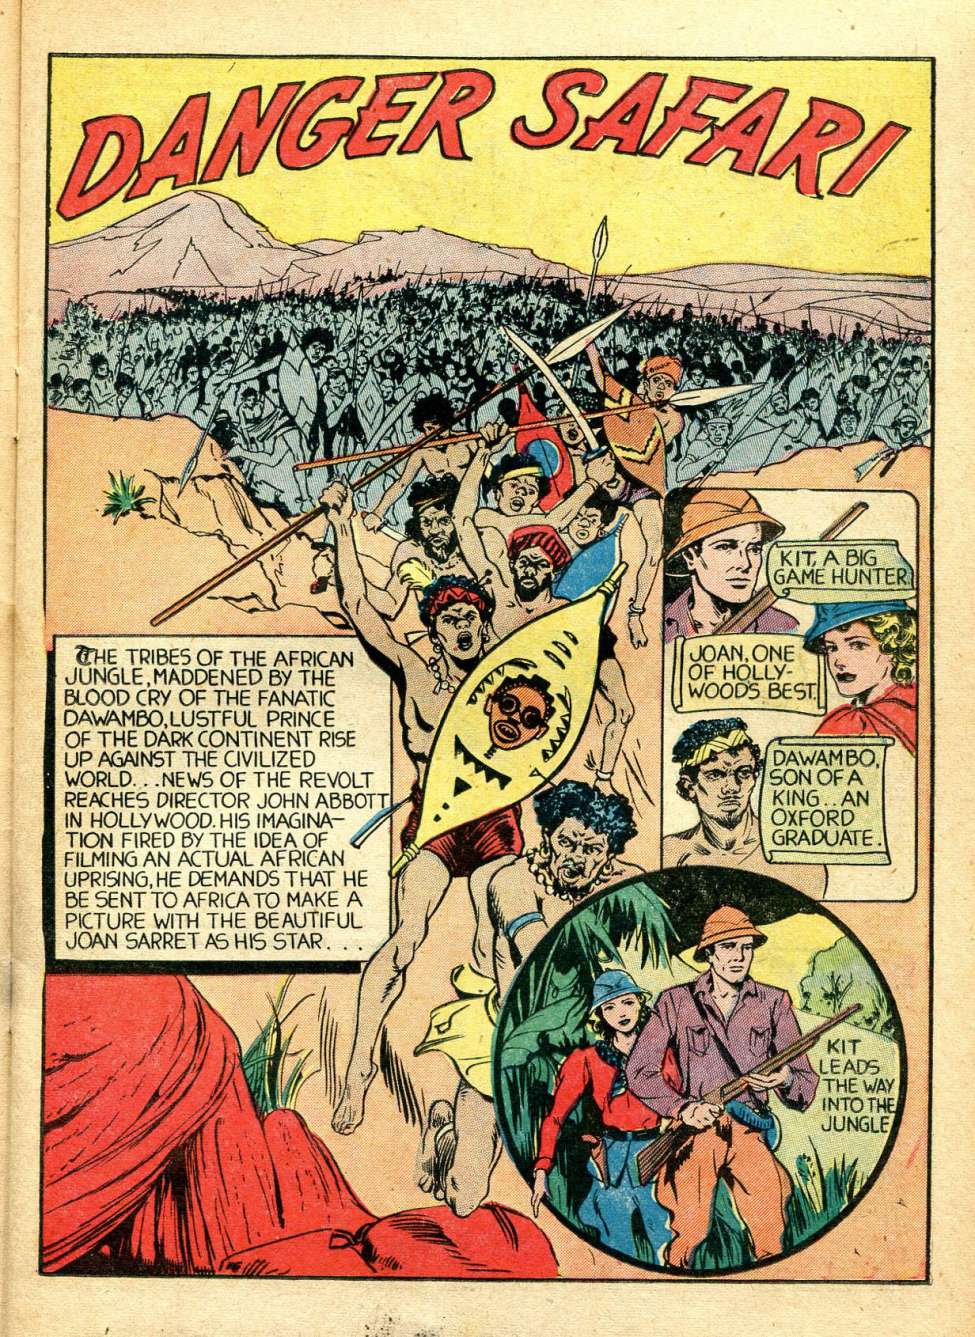 DANGER SAFARI
KIT, A BIG
GAME HUNTER.
JOAN, ONE
OF HOLLY-
WOODS BEST.
DAWAMBO,
SON OF A
KING.. AN
OXFORD
GRADUATE.
THE TRIBES OF THE AFRICAN
JUNGLE, MADDENED BY THE
BLOOD CRY OF THE FANATIC
DAWAMBO, LUSTFUL PRINCE
OF THE DARK CONTINENT RISE
UP AGAINST THE CIVILIZED
WORLD... NEWS OF THE REVOLT
REACHES DIRECTOR JOHN ABBOTT
IN HOLLYWOOD. HIS IMAGINA-
TION FIRED BY THE IDEA OF
FILMING AN ACTUAL AFRICAN
UPRISING, HE DEMANDS THAT HE
BE SENT TO AFRICA TO MAKE A
PICTURE WITH THE BEAUTIFUL
JOAN SARRET AS HIS STAR...
KIT
LEADS
THE WAY
INTO THE
JUNGLE